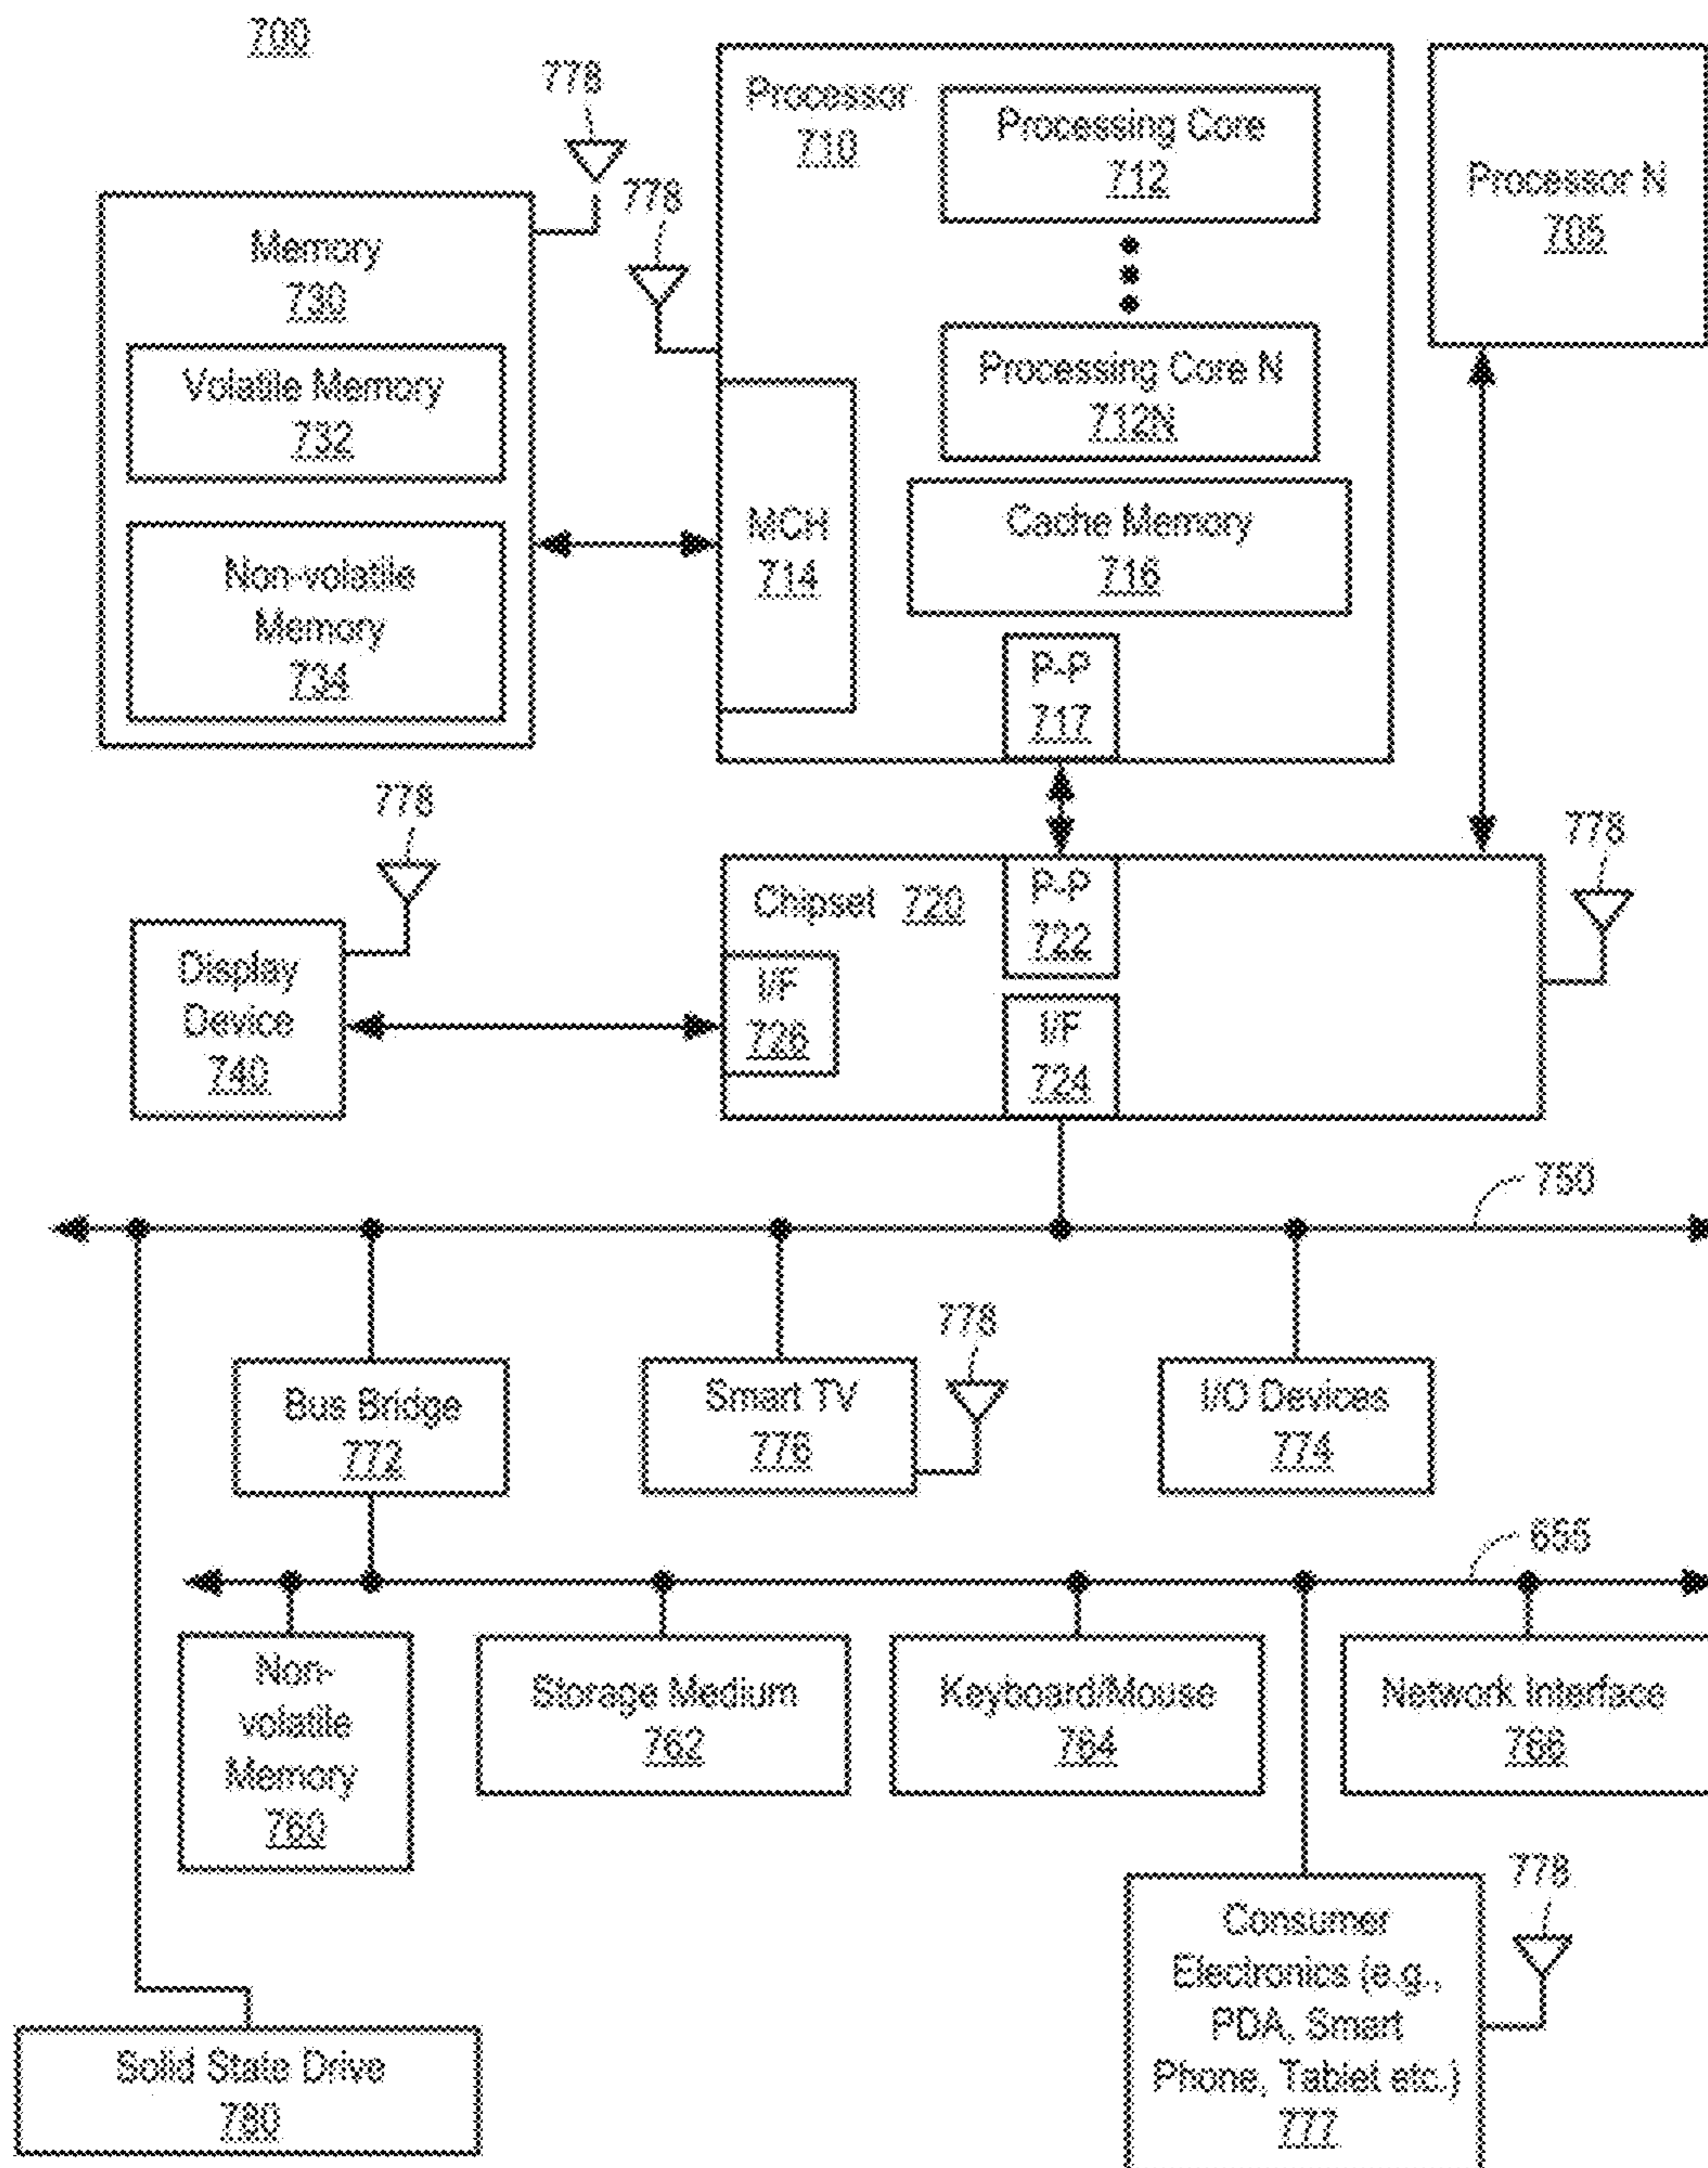 700
778
778
Processor
710
Processing Core
712
Processing Core N
712N
Cache Memory
716
MCH
714
P-P
717
Processor N
705
Memory
730
Volatile Memory
732
Non-volatile
Memory
734
778
Display
Device
740
Chipset 720
P-P
722
I/F
726
I/F
724
778
750
Bus Bridge
772
Smart TV
776
778
I/O Devices
774
655
Non-
volatile
Memory
760
Storage Medium
762
Keyboard/Mouse
764
Network Interface
766
Consumer
Electronics (e.g.,
PDA, Smart
Phone, Tablet etc.)
777
778
Solid State Drive
780